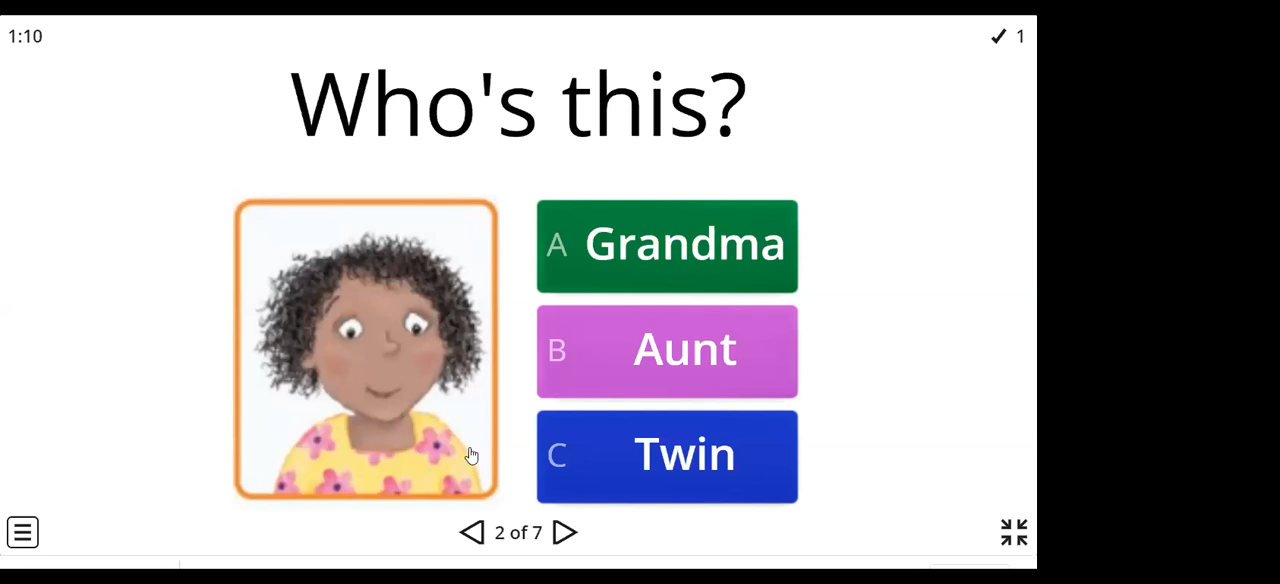 1:10
✓ 1
Who's this?
A Grandma
B Aunt
C Twin
2 of 7